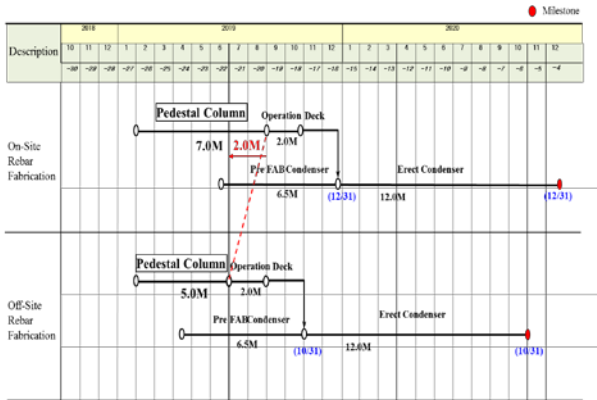 Milestone
2018 2019 2020
Description 10 11 12 1 2 3 4 5 6 7 8 9 10 11 12 1 2 3 4 5 6 7 8 9 10 11 12
-30 -29 -28 -27 -26 -25 -24 -23 -22 -21 -20 -19 -18 -17 -16 -15 -14 -13 -12 -11 -10 -9 -8 -7 -6 -5 -4
Pedestal Column Operation Deck
7.0M 2.0M 2.0M
On-Site
Rebar
Fabrication
Pre FAB Condenser Erect Condenser
6.5M (12/31) 12.0M (12/31)
Pedestal Column Operation Deck
5.0M 2.0M
Off-Site
Rebar
Fabrication
Pre FAB Condenser Erect Condenser
6.5M (10/31) 12.0M (10/31)